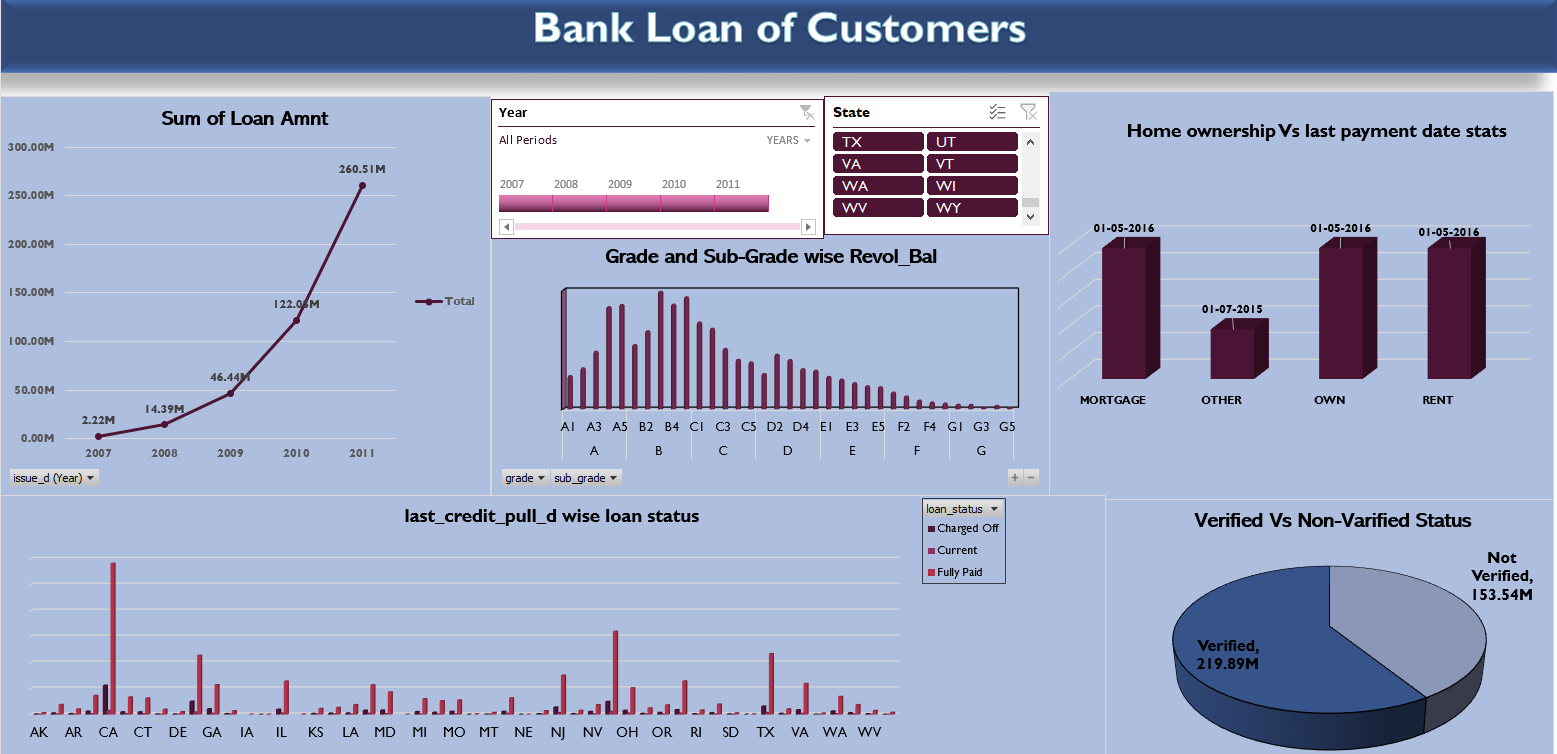 Bank Loan of Customers
Sum of Loan Amnt
300.00M
250.00M
200.00M
150.00M
100.00M
50.00M
0.00M
260.51M
122.05M
46.44M
14.39M
2.22M
2007 2008 2009 2010 2011
Total
issue_d (Year)
Year
All Periods YEARS
2007 2008 2009 2010 2011
State
TX UT
VA VT
WA WI
WV WY
Grade and Sub-Grade wise Revol_Bal
A1 A3 A5 B2 B4 C1 C3 C5 D2 D4 E1 E3 E5 F2 F4 G1 G3 G5
A B C D E F G
grade sub_grade
Home ownership Vs last payment date stats
01-05-2016 01-07-2015 01-05-2016 01-05-2016
MORTGAGE OTHER OWN RENT
last_credit_pull_d wise loan status
loan_status
Charged Off
Current
Fully Paid
AK AR CA CT DE GA IA IL KS LA MD MI MO MT NE NJ NV OH OR RI SD TX VA WA WV
Verified Vs Non-Varified Status
Not
Verified,
153.54M
Verified,
219.89M